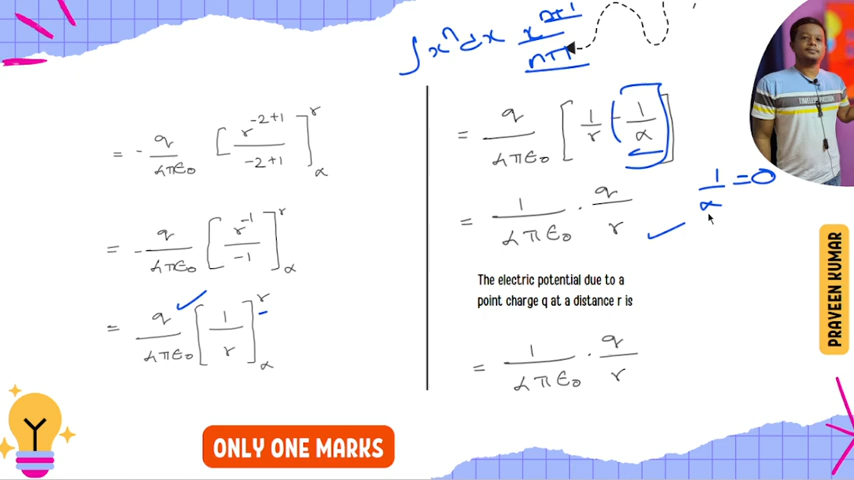 ∫xⁿdx xⁿ⁺¹/n+1
= - q/4πε₀ [r⁻²⁺¹/-2+1]ʳ∝
= - q/4πε₀ [r⁻¹/-1]ʳ∝
= q/4πε₀ [1/r]ʳ∝
= q/4πε₀ [1/r - 1/∝]
= 1/4πε₀ · q/r
1/∝ = 0
The electric potential due to a
point charge q at a distance r is
= 1/4πε₀ · q/r
ONLY ONE MARKS
PRAVEEN KUMAR